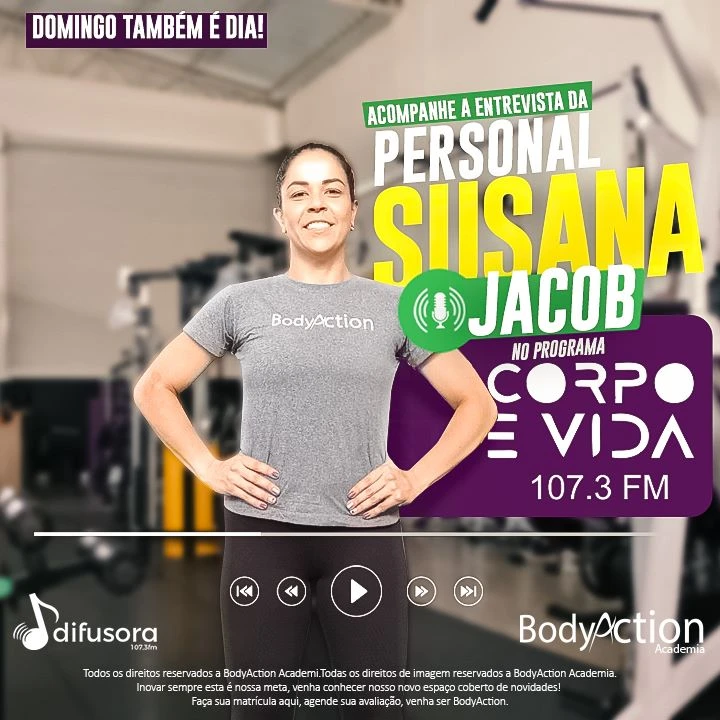 DOMINGO TAMBÉM É DIA!
ACOMPANHE A ENTREVISTA DA
PERSONAL
SUSANA
JACOB
NO PROGRAMA
CORPO
E VIDA
107.3 FM
BodyAction
difusora
107,3fm
BodyAction
Academia
Todos os direitos reservados a BodyAction Academi.Todas os direitos de imagem reservados a BodyAction Academia.
Inovar sempre esta é nossa meta, venha conhecer nosso novo espaço coberto de novidades!
Faça sua matrícula aqui, agende sua avaliação, venha ser BodyAction.